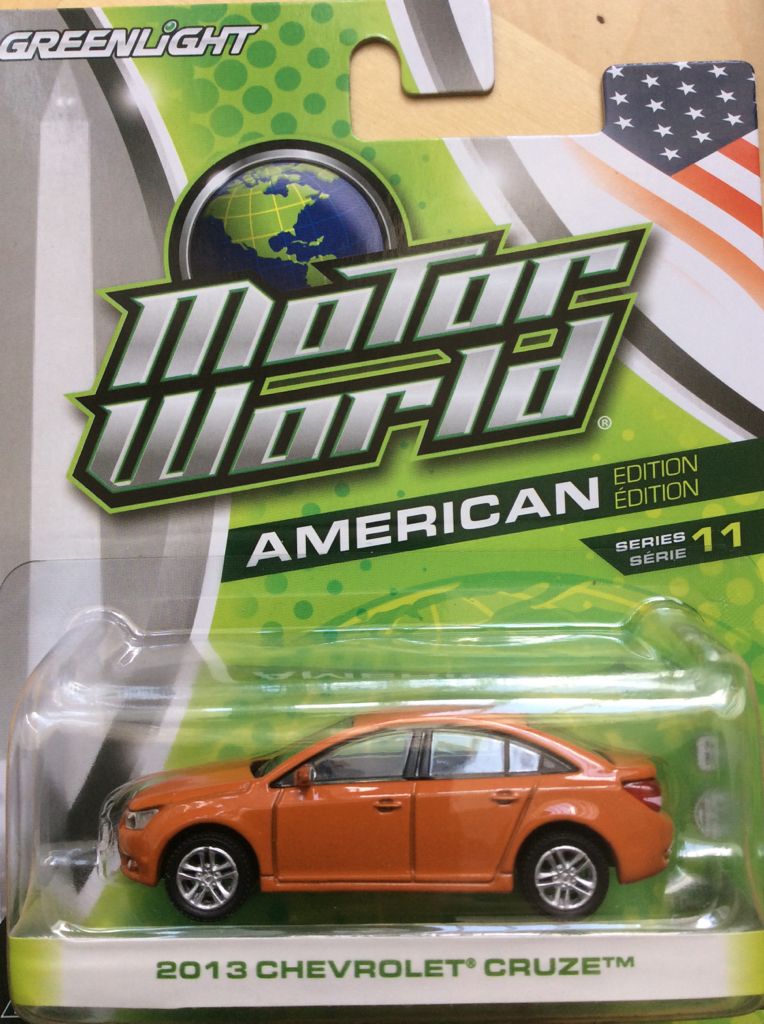 GREENLIGHT
MOTOR
WORLD®
AMERICAN EDITION
ÉDITION
SERIES 11
SÉRIE
2013 CHEVROLET® CRUZE™